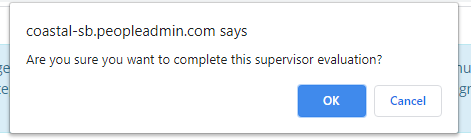 coastal-sb.peopleadmin.com says
Are you sure you want to complete this supervisor evaluation?
OK
Cancel